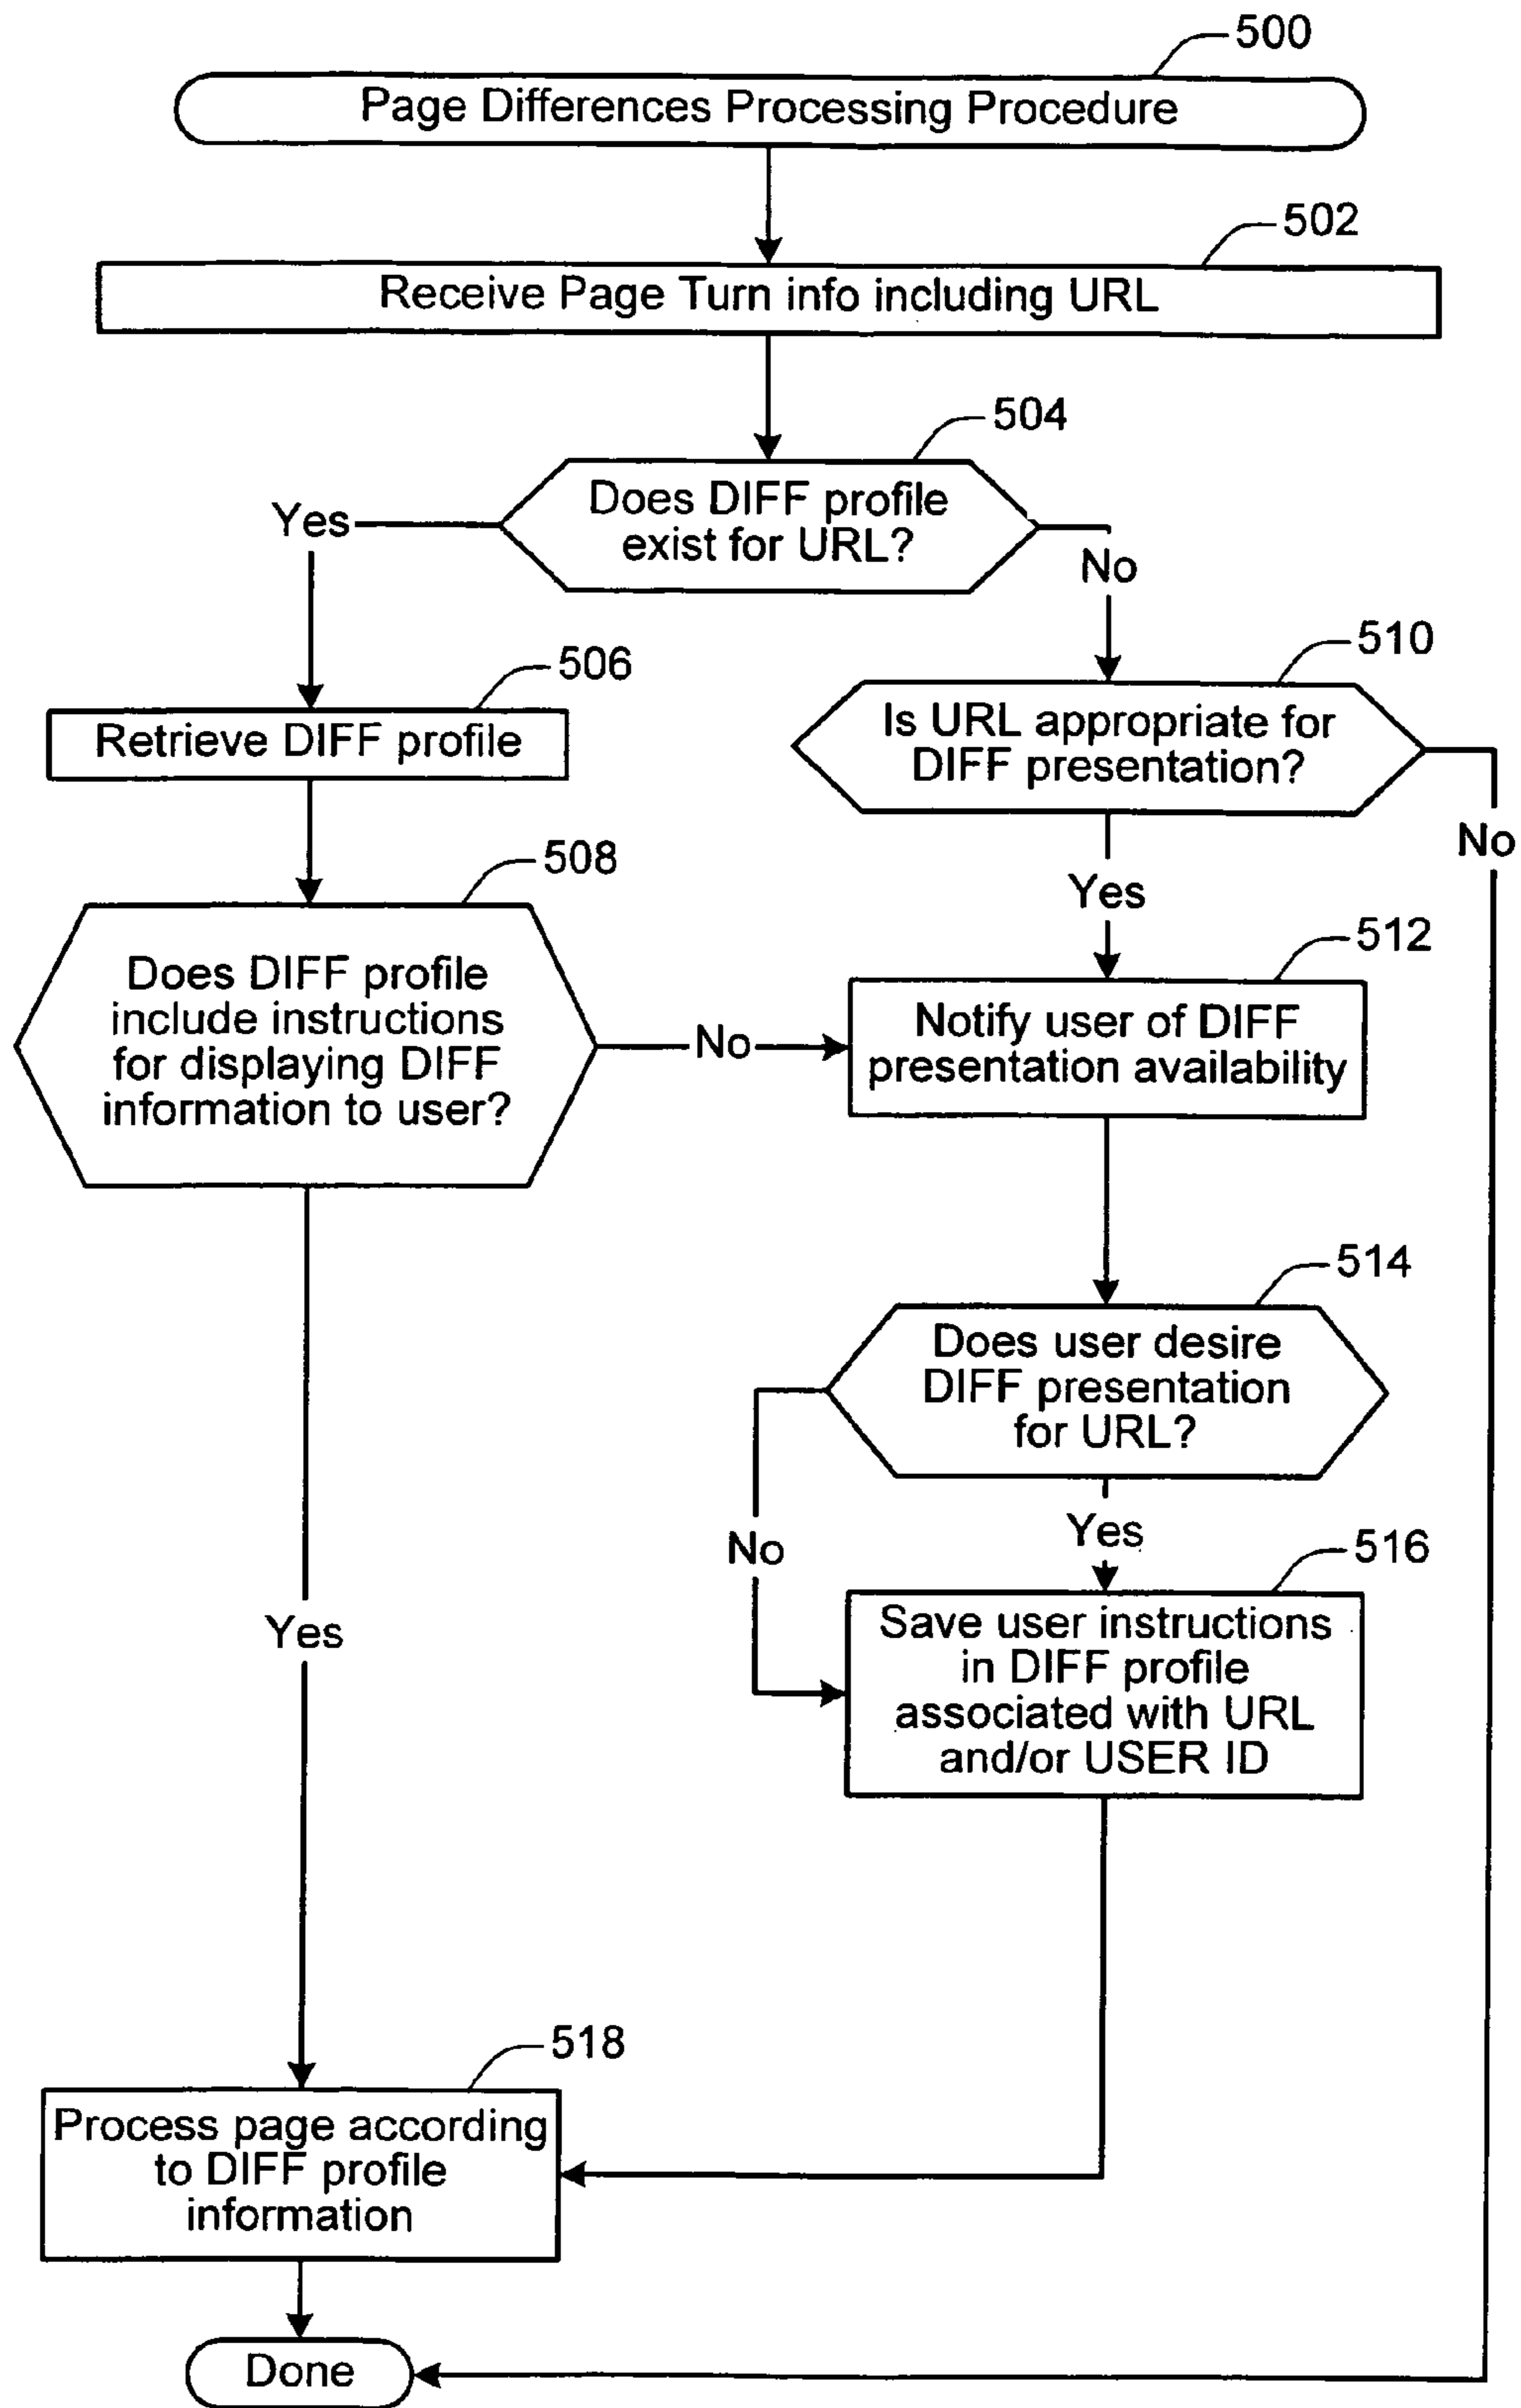 500
Page Differences Processing Procedure
502
Receive Page Turn info including URL
504
Does DIFF profile
exist for URL?
Yes
No
506
Retrieve DIFF profile
510
Is URL appropriate for
DIFF presentation?
No
Yes
508
Does DIFF profile
include instructions
for displaying DIFF
information to user?
No
512
Notify user of DIFF
presentation availability
514
Does user desire
DIFF presentation
for URL?
No
Yes
516
Save user instructions
in DIFF profile
associated with URL
and/or USER ID
Yes
518
Process page according
to DIFF profile
information
Done